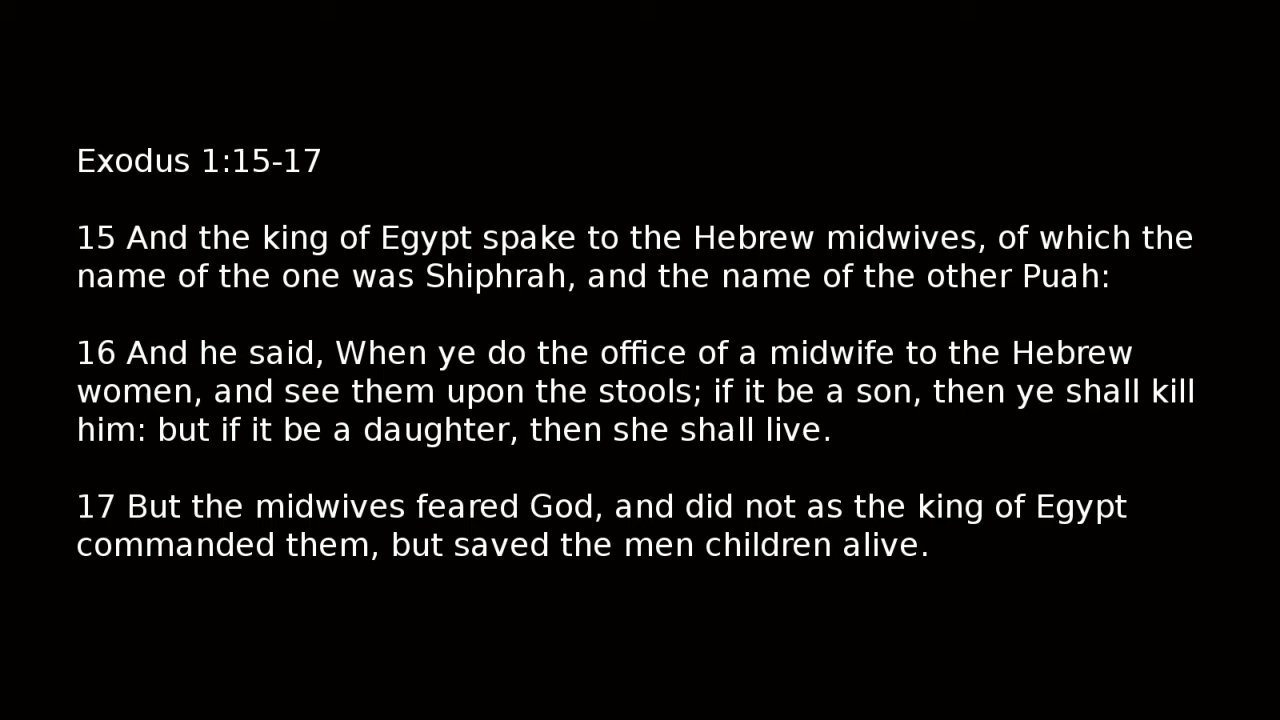 Exodus 1:15-17
15 And the king of Egypt spake to the Hebrew midwives, of which the
name of the one was Shiphrah, and the name of the other Puah:
16 And he said, When ye do the office of a midwife to the Hebrew
women, and see them upon the stools; if it be a son, then ye shall kill
him: but if it be a daughter, then she shall live.
17 But the midwives feared God, and did not as the king of Egypt
commanded them, but saved the men children alive.